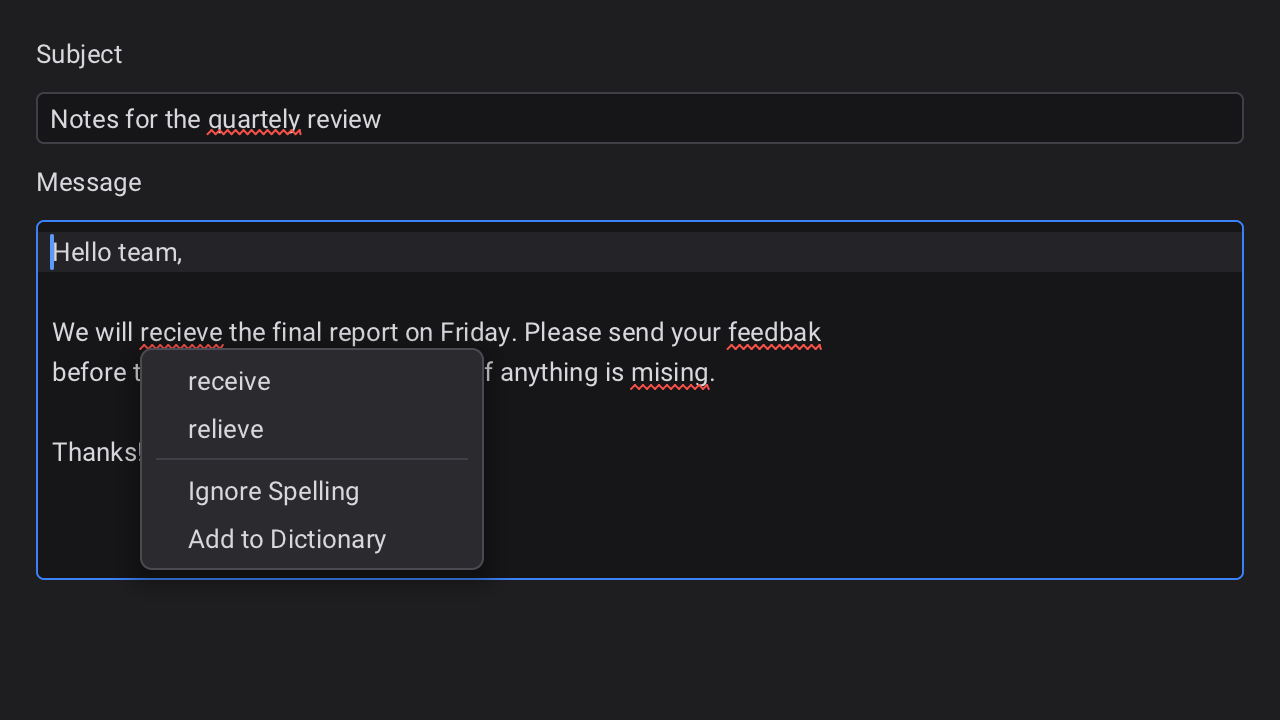 Subject
Notes for the quartely review
Message
Hello team,
We will recieve the final report on Friday. Please send your feedbak
before anything is mising.
Thanks!
receive
relieve
Ignore Spelling
Add to Dictionary